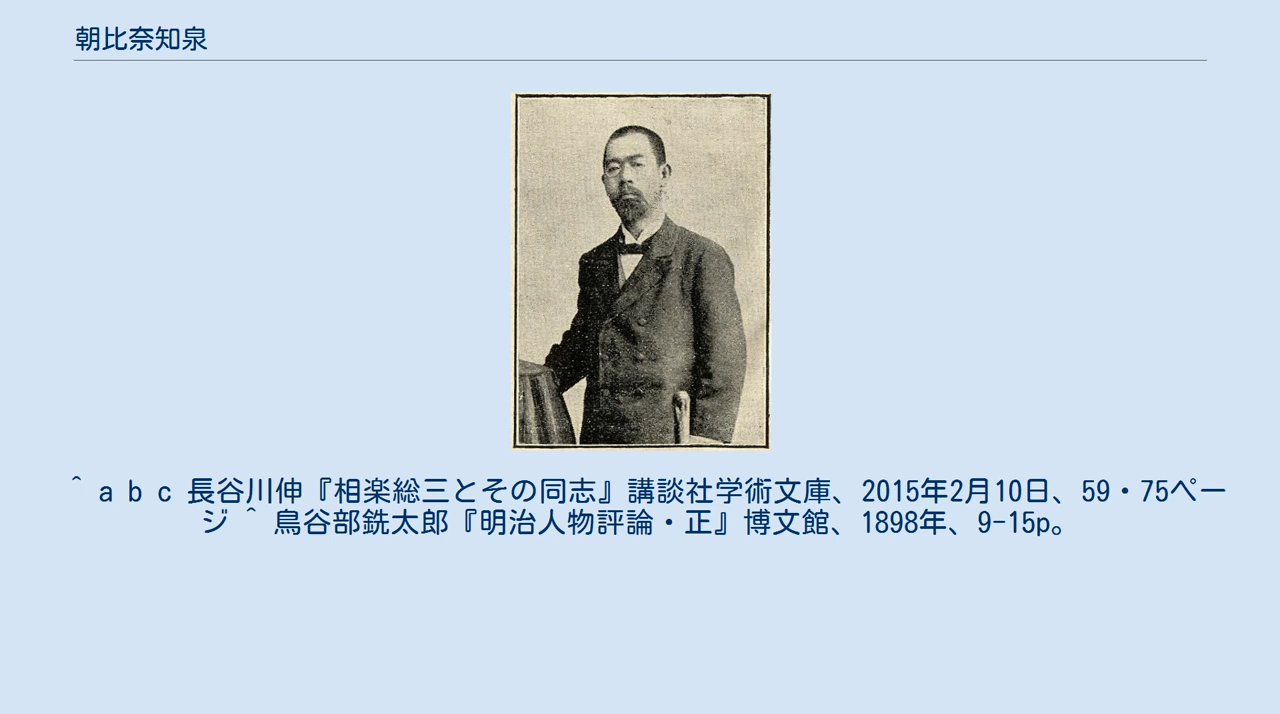 朝比奈知泉
^ a b c 長谷川伸『相楽総三とその同志』講談社学術文庫、2015年2月10日、59・75ペー
ジ ^ 鳥谷部銑太郎『明治人物評論・正』博文館、1898年、9-15p。